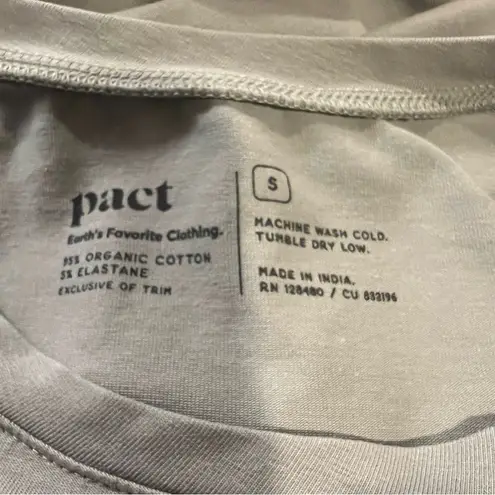 pact
Earth's Favorite Clothing.
95% ORGANIC COTTON
5% ELASTANE
EXCLUSIVE OF TRIM
S
MACHINE WASH COLD.
TUMBLE DRY LOW.
MADE IN INDIA.
RN 128480 / CU 833196